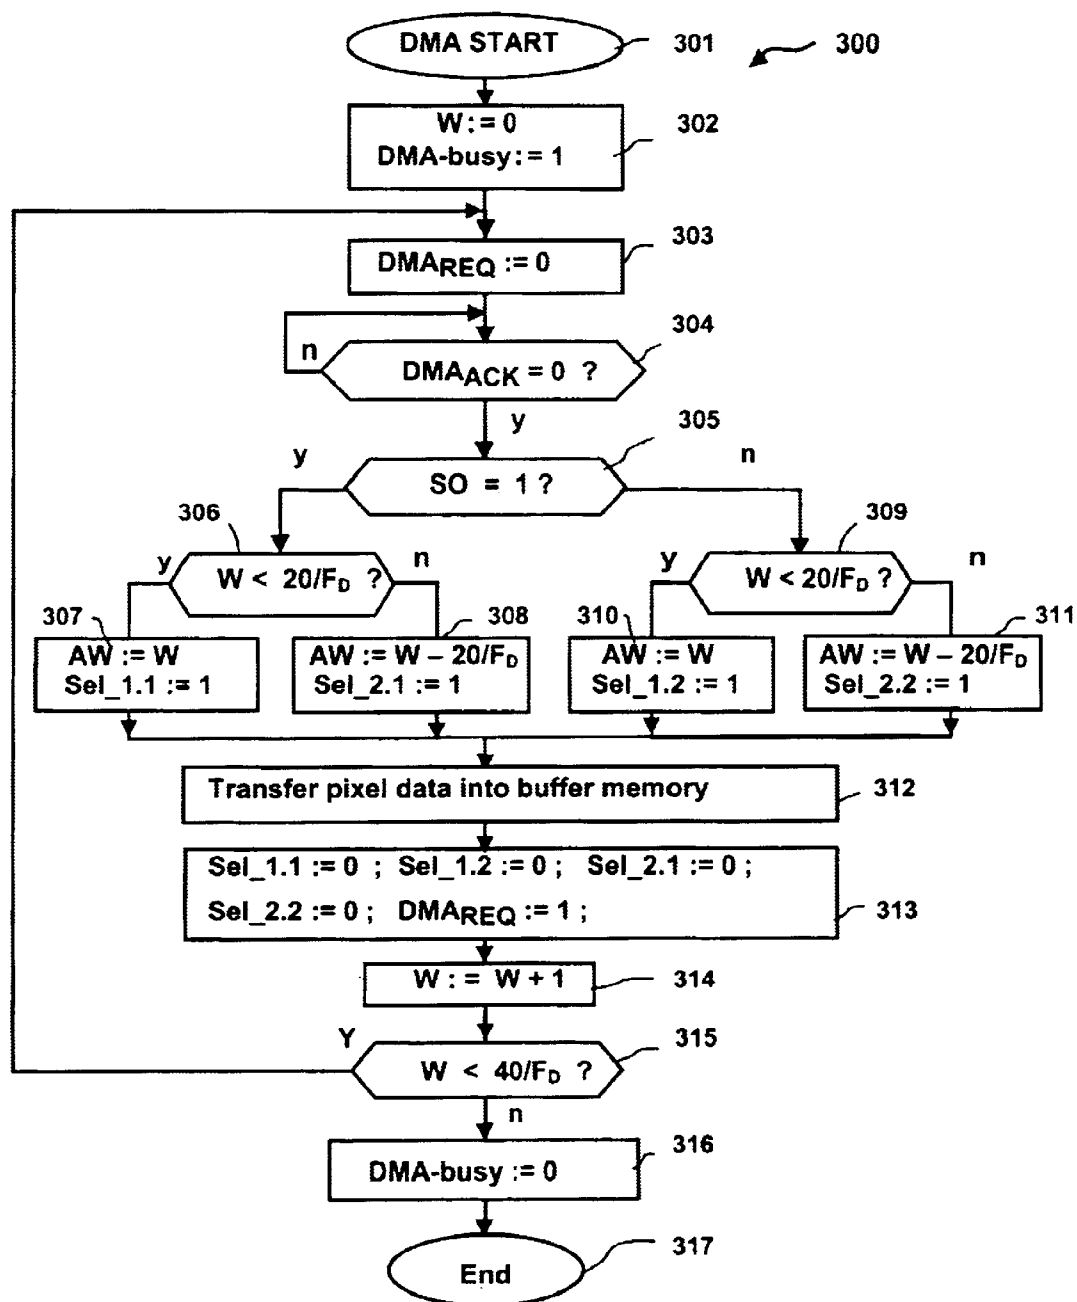 DMA START
301
300
W := 0
DMA-busy := 1
302
303
DMAREQ := 0
304
n
DMAACK = 0 ?
y
305
y
n
SO = 1 ?
306
309
y
W < 20/FD ?
n
y
W < 20/FD ?
n
307
308
310
311
AW := W
Sel_1.1 := 1
AW := W – 20/FD
Sel_2.1 := 1
AW := W
Sel_1.2 := 1
AW := W – 20/FD
Sel_2.2 := 1
Transfer pixel data into buffer memory
312
Sel_1.1 := 0 ; Sel_1.2 := 0 ; Sel_2.1 := 0 ;
Sel_2.2 := 0 ; DMAREQ := 1 ;
313
W : = W + 1
314
Y
315
W < 40/FD ?
n
316
DMA-busy := 0
317
End